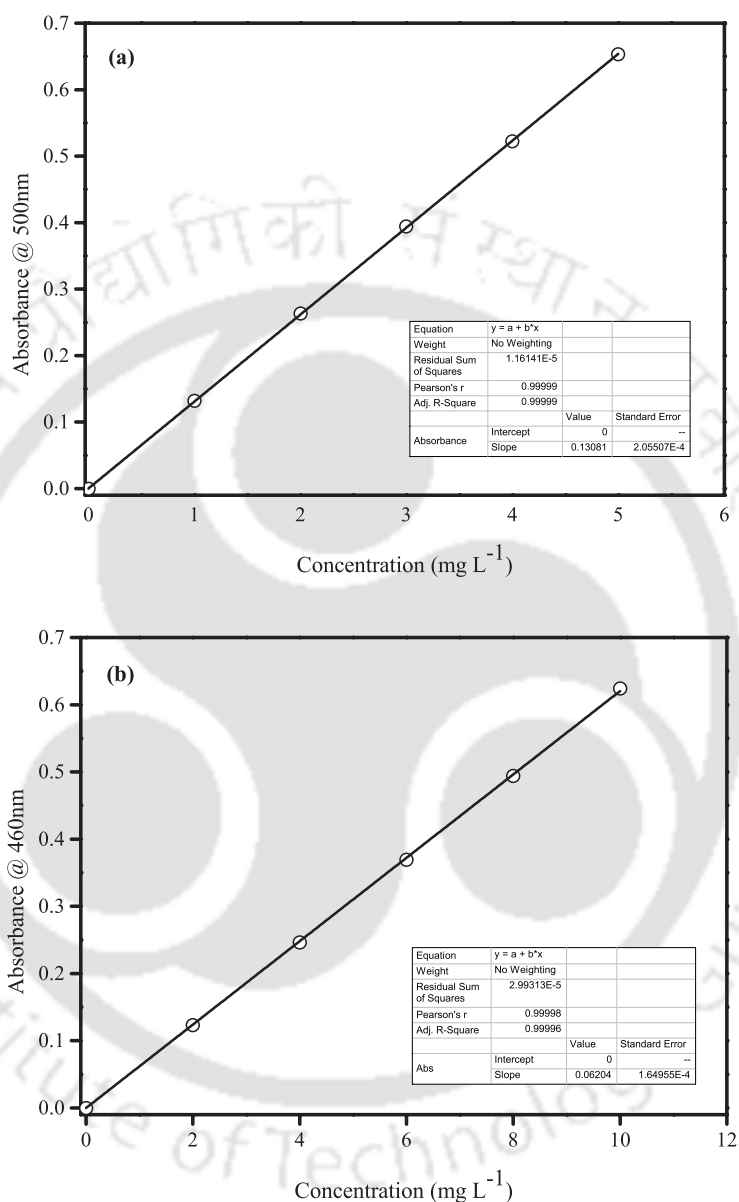 (a)
0.7
0.6
0.5
0.4
0.3
0.2
0.1
0.0
Absorbance @ 500nm
Equation y = a + b*x
Weight No Weighting
Residual Sum of Squares 1.16141E-5
Pearson's r 0.99999
Adj. R-Square 0.99999
Value Standard Error
Absorbance Intercept 0 --
Slope 0.13081 2.05507E-4
0 1 2 3 4 5 6
Concentration (mg L-1)
(b)
0.7
0.6
0.5
0.4
0.3
0.2
0.1
0.0
Absorbance @ 460nm
Equation y = a + b*x
Weight No Weighting
Residual Sum of Squares 2.99313E-5
Pearson's r 0.99998
Adj. R-Square 0.99996
Value Standard Error
Abs Intercept 0 --
Slope 0.06204 1.64955E-4
0 2 4 6 8 10 12
Concentration (mg L-1)
of Technolog